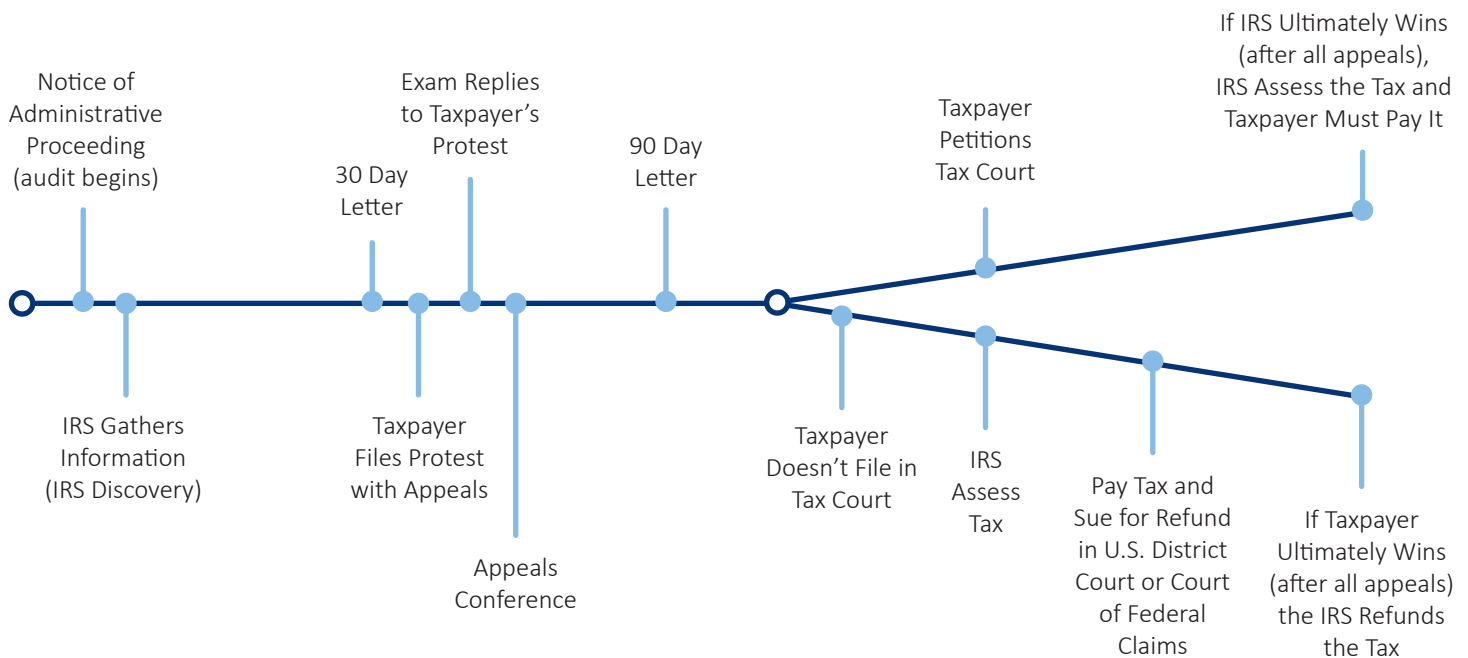 Notice of
Administrative
Proceeding
(audit begins)
IRS Gathers
Information
(IRS Discovery)
30 Day
Letter
Taxpayer
Files Protest
with Appeals
Exam Replies
to Taxpayer’s
Protest
Appeals
Conference
90 Day
Letter
Taxpayer
Petitions
Tax Court
If IRS Ultimately Wins
(after all appeals),
IRS Assess the Tax and
Taxpayer Must Pay It
Taxpayer
Doesn’t File in
Tax Court
IRS
Assess
Tax
Pay Tax and
Sue for Refund
in U.S. District
Court or Court
of Federal
Claims
If Taxpayer
Ultimately Wins
(after all appeals)
the IRS Refunds
the Tax